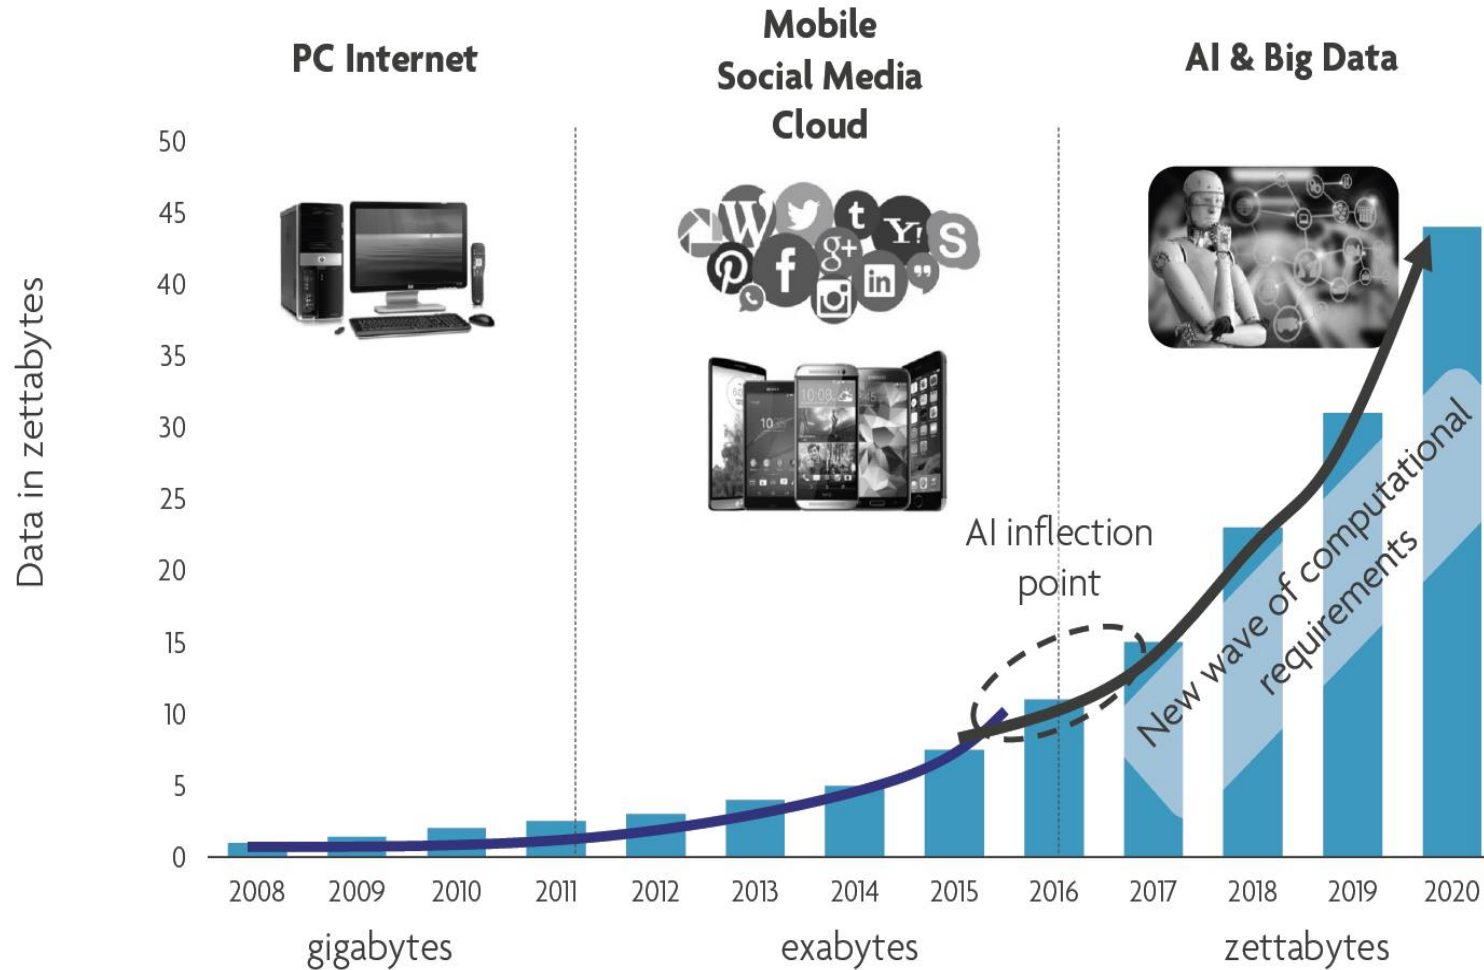 PC Internet
Mobile
Social Media
Cloud
AI & Big Data
Data in zettabytes
50
45
40
35
30
25
20
15
10
5
0
AI inflection
point
New wave of computational
requirements
2008 2009 2010 2011 2012 2013 2014 2015 2016 2017 2018 2019 2020
gigabytes exabytes zettabytes